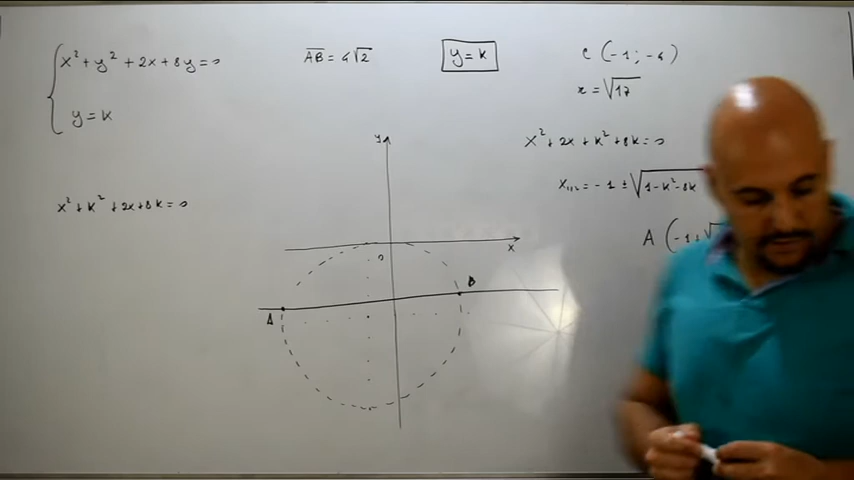 x² + y² + 2x + 8y = 0
y = k
x² + k² + 2x + 8k = 0
AB = 4√2
y = k
y
x
0
A
B
C (-1; -4)
r = √17
x² + 2x + k² + 8k = 0
x₁,₂ = -1 ± √1-k²-8k
A (-1 ± √